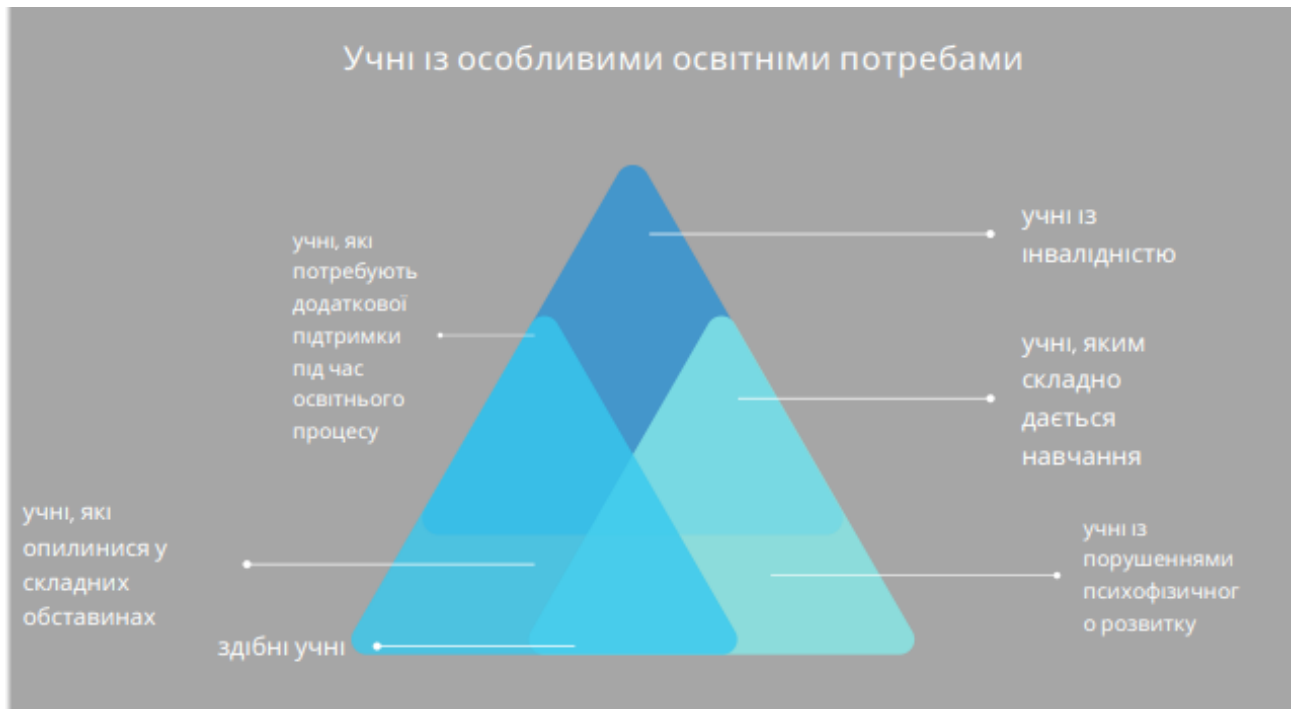 Учні із особливими освітніми потребами
учні, які
потребують
додаткової
підтримки
під час
освітнього
процесу
учні із
інвалідністю
учні, яким
складно
дається
навчання
учні, які
опилинися у
складних
обставинах
здібні учні
учні із
порушеннями
психофізичног
о розвитку